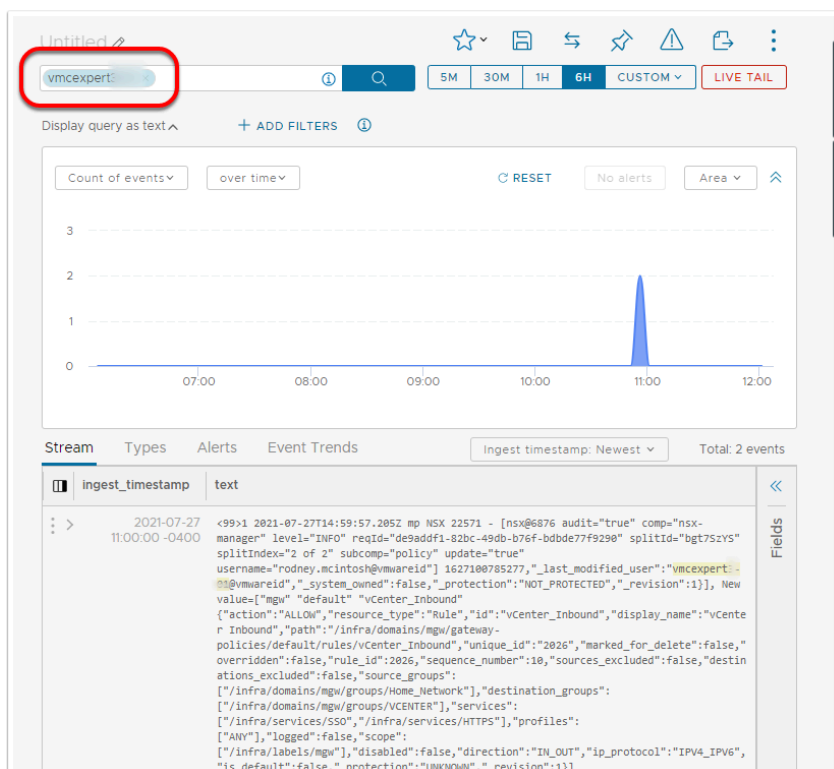 Untitled
vmcexpert
5M 30M 1H 6H CUSTOM LIVE TAIL
Display query as text + ADD FILTERS
Count of events over time RESET No alerts Area
3
2
1
0
07:00 08:00 09:00 10:00 11:00 12:00
Stream Types Alerts Event Trends Ingest timestamp: Newest Total: 2 events
ingest_timestamp text
Fields
2021-07-27 <99>1 2021-07-27T14:59:57.205Z mp NSX 22571 - [nsx@6876 audit="true" comp="nsx-
11:00:00 -0400 manager" level="INFO" reqId="de9addf1-82bc-49db-b76f-bdbde77f9290" splitId="bgt7SzYS"
splitIndex="2 of 2" subcomp="policy" update="true"
username="rodney.mcintosh@vmwareid"] 1627100785277,"_last_modified_user":"vmcexpert
@vmwareid","_system_owned":false,"_protection":"NOT_PROTECTED","_revision":1}], New
value=["mgw" "default" "vCenter_Inbound"
{"action":"ALLOW","resource_type":"Rule","id":"vCenter_Inbound","display_name":"vCente
r Inbound","path":"/infra/domains/mgw/gateway-
policies/default/rules/vCenter_Inbound","unique_id":"2026","marked_for_delete":false,"
overridden":false,"rule_id":2026,"sequence_number":10,"sources_excluded":false,"destin
ations_excluded":false,"source_groups":
["/infra/domains/mgw/groups/Home_Network"],"destination_groups":
["/infra/domains/mgw/groups/VCENTER"],"services":
["/infra/services/SSO","/infra/services/HTTPS"],"profiles":
["ANY"],"logged":false,"scope":
["/infra/labels/mgw"],"disabled":false,"direction":"IN_OUT","ip_protocol":"IPV4_IPV6",
"is_default":false,"_protection":"UNKNOWN","_revision":1}]